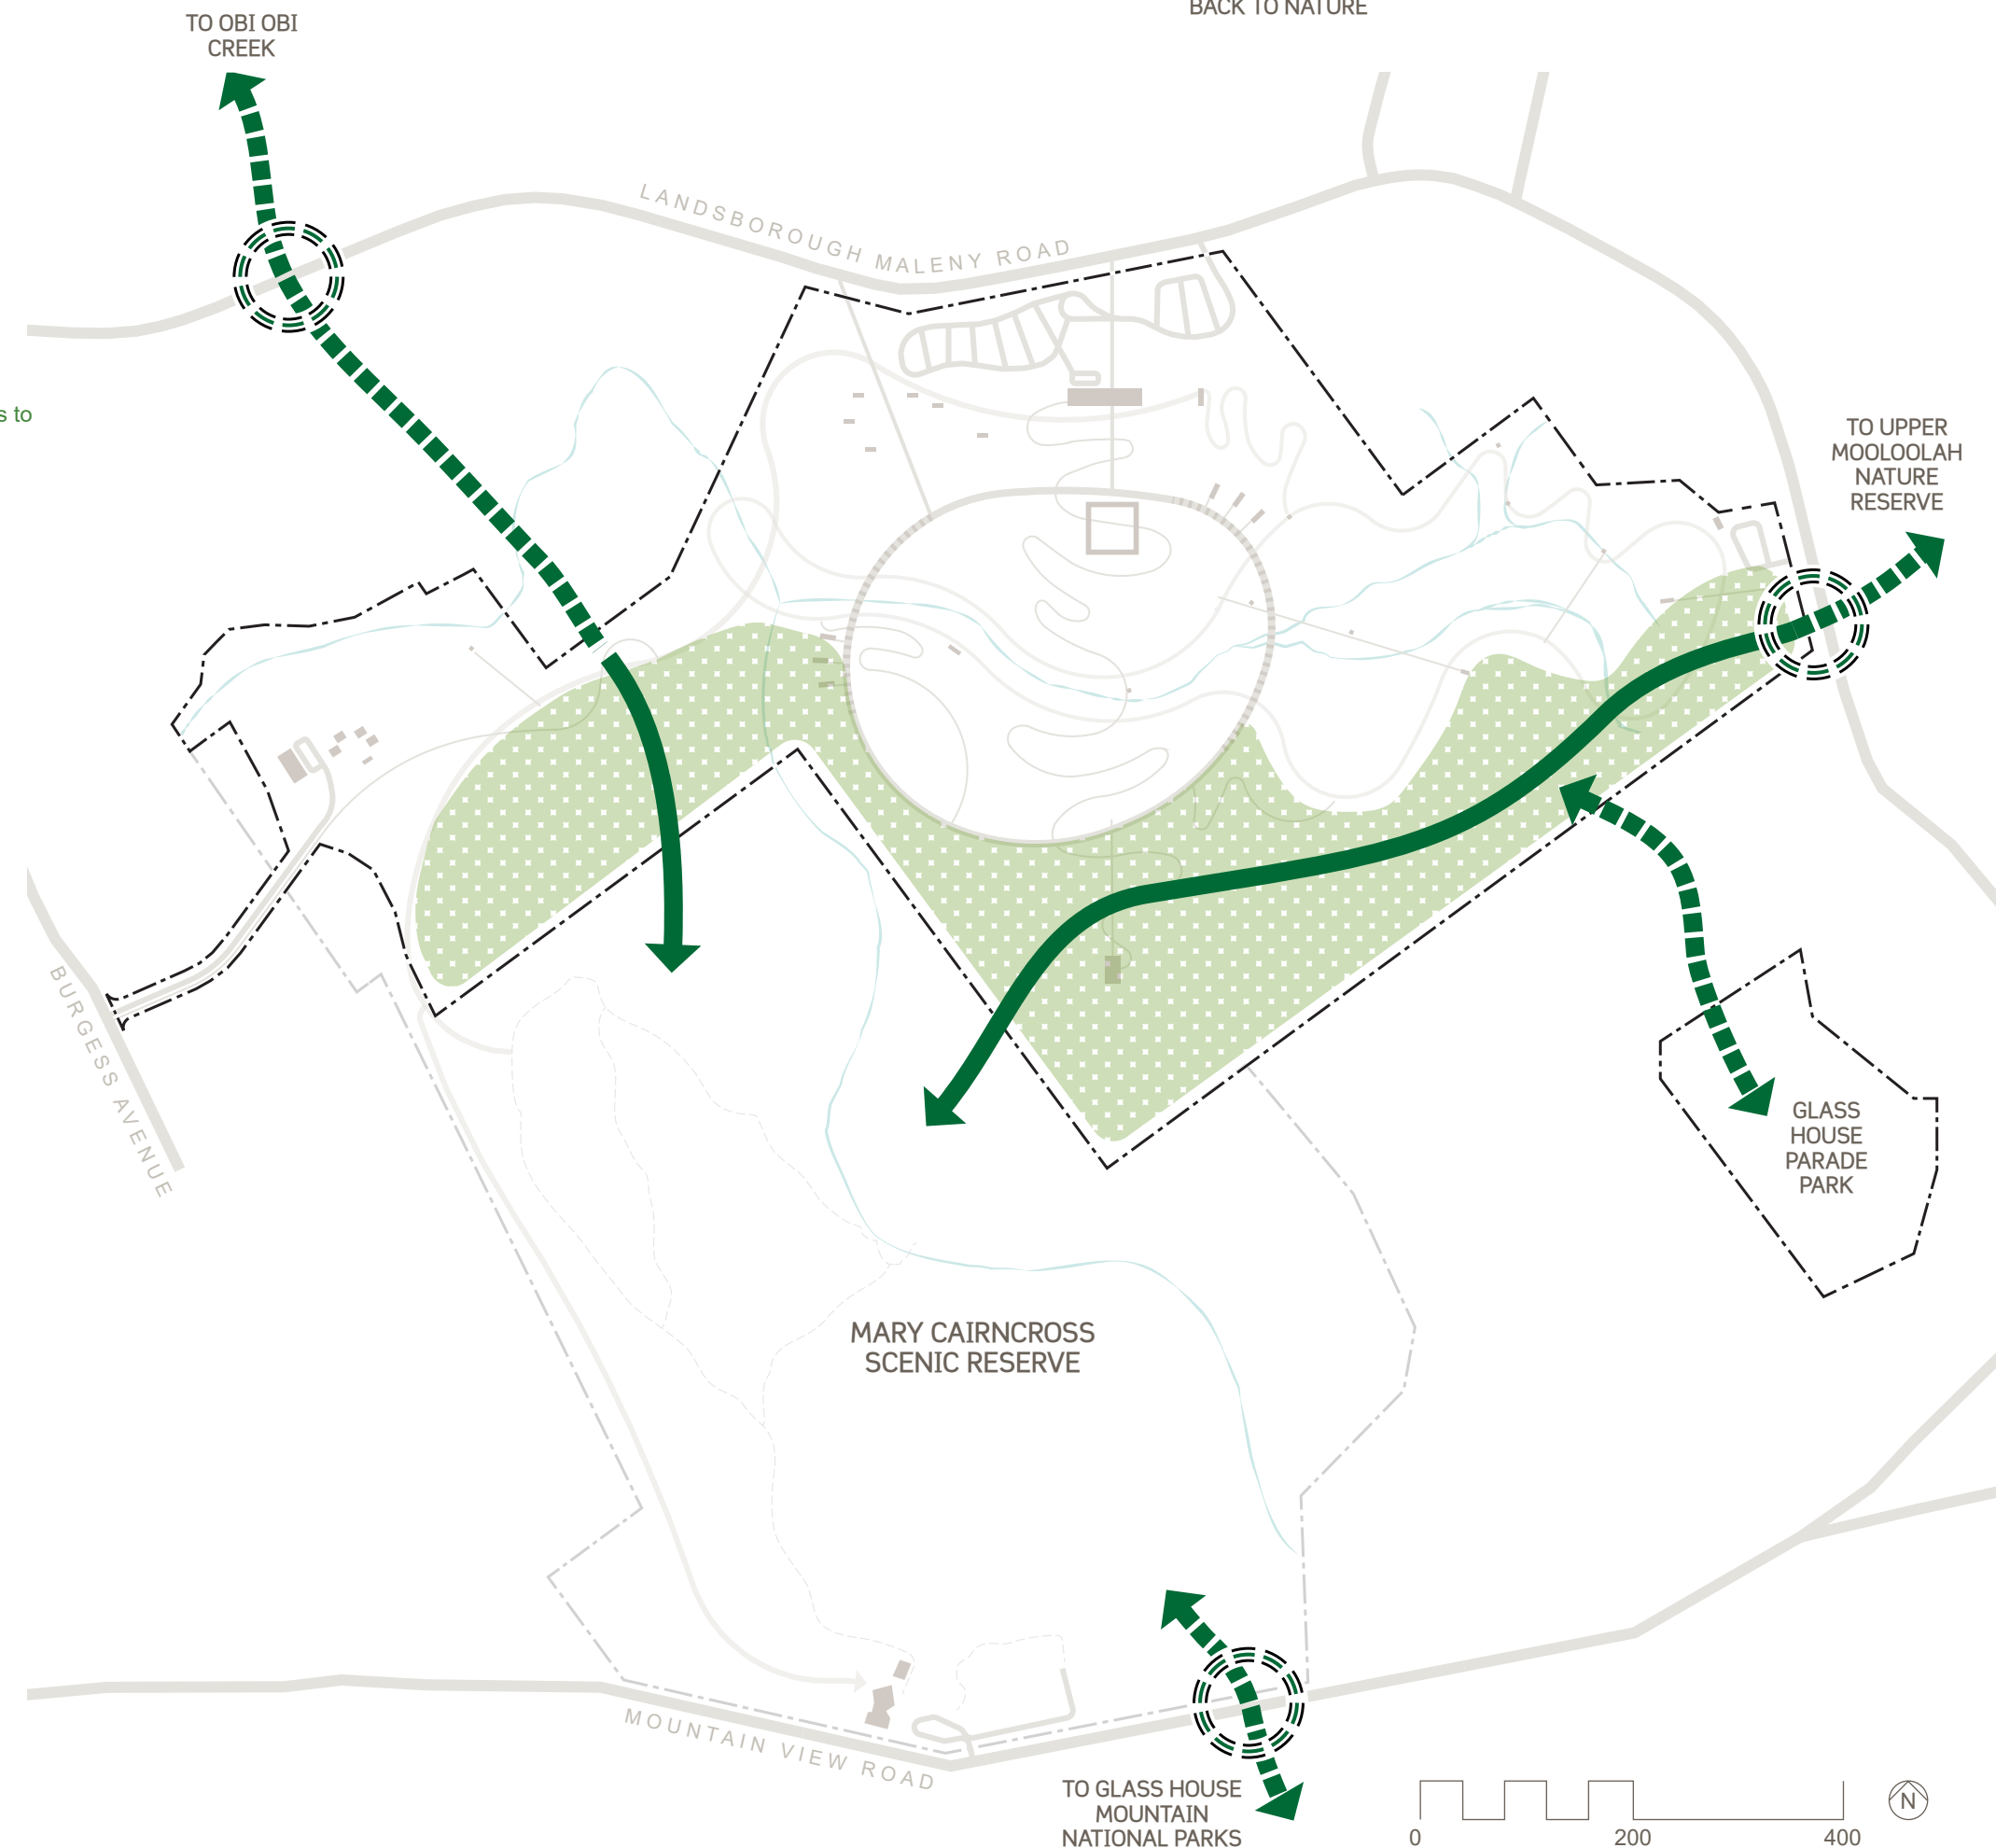 BACK TO NATURE
TO OBI OBI
CREEK
LANDSBOROUGH MALENY ROAD
s to
TO UPPER
MOOLOOLAH
NATURE
RESERVE
BURGESS AVENUE
GLASS
HOUSE
PARADE
PARK
MARY CAIRNCROSS
SCENIC RESERVE
MOUNTAIN VIEW ROAD
TO GLASS HOUSE
MOUNTAIN
NATIONAL PARKS
0 200 400
N